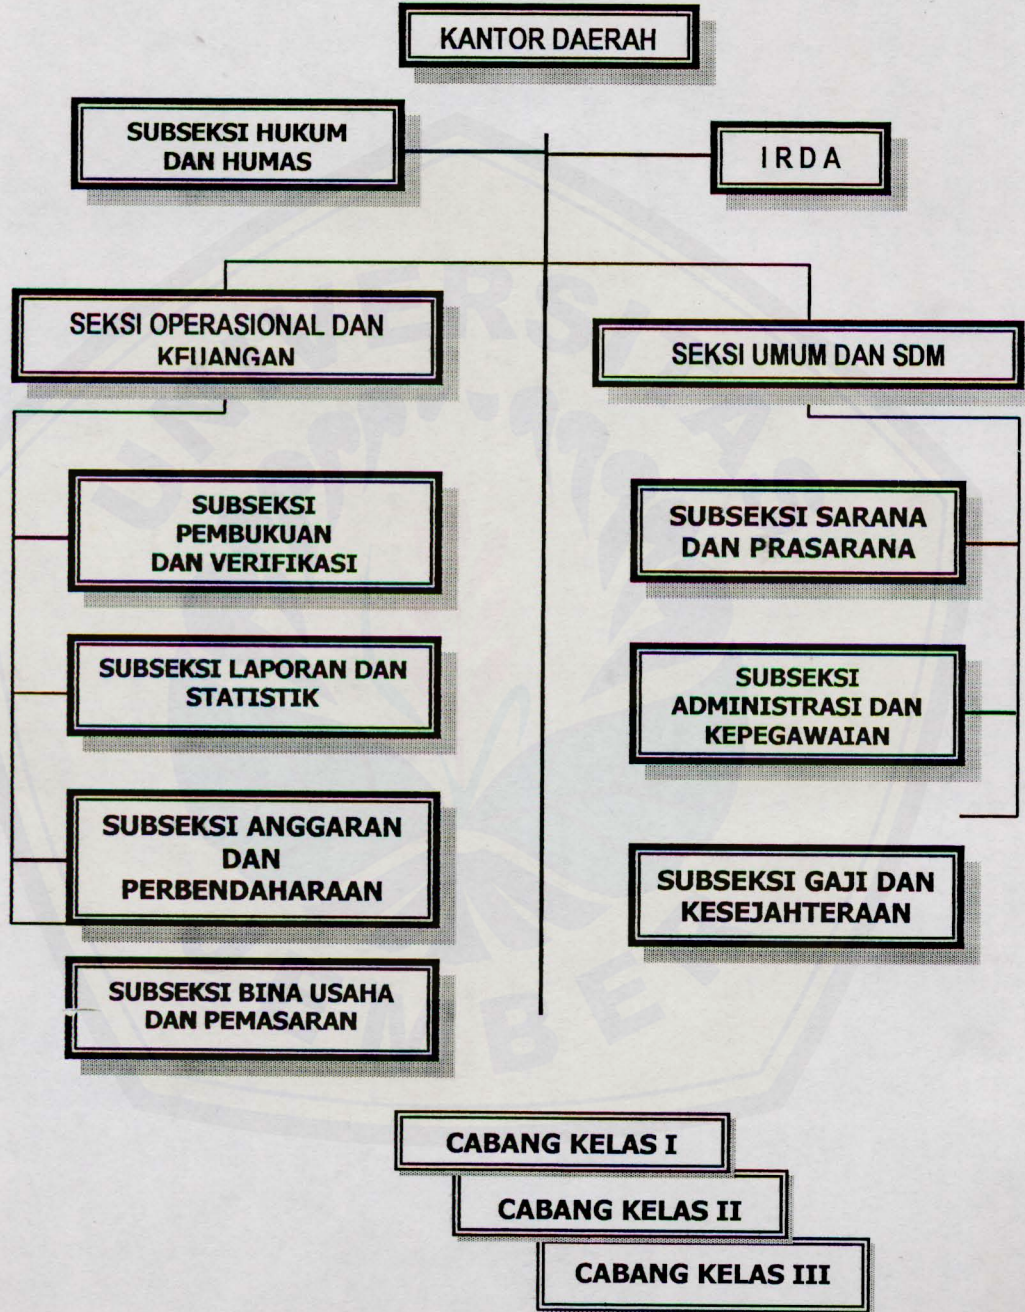 KANTOR DAERAH
SUBSEKSI HUKUM
DAN HUMAS
IRDA
SEKSI OPERASIONAL DAN
KEUANGAN
SEKSI UMUM DAN SDM
SUBSEKSI
PEMBUKUAN
DAN VERIFIKASI
SUBSEKSI SARANA
DAN PRASARANA
SUBSEKSI LAPORAN DAN
STATISTIK
SUBSEKSI
ADMINISTRASI DAN
KEPEGAWAIAN
SUBSEKSI ANGGARAN
DAN
PERBENDAHARAAN
SUBSEKSI GAJI DAN
KESEJAHTERAAN
SUBSEKSI BINA USAHA
DAN PEMASARAN
CABANG KELAS I
CABANG KELAS II
CABANG KELAS III
UNIVERSITAS
JEMBER